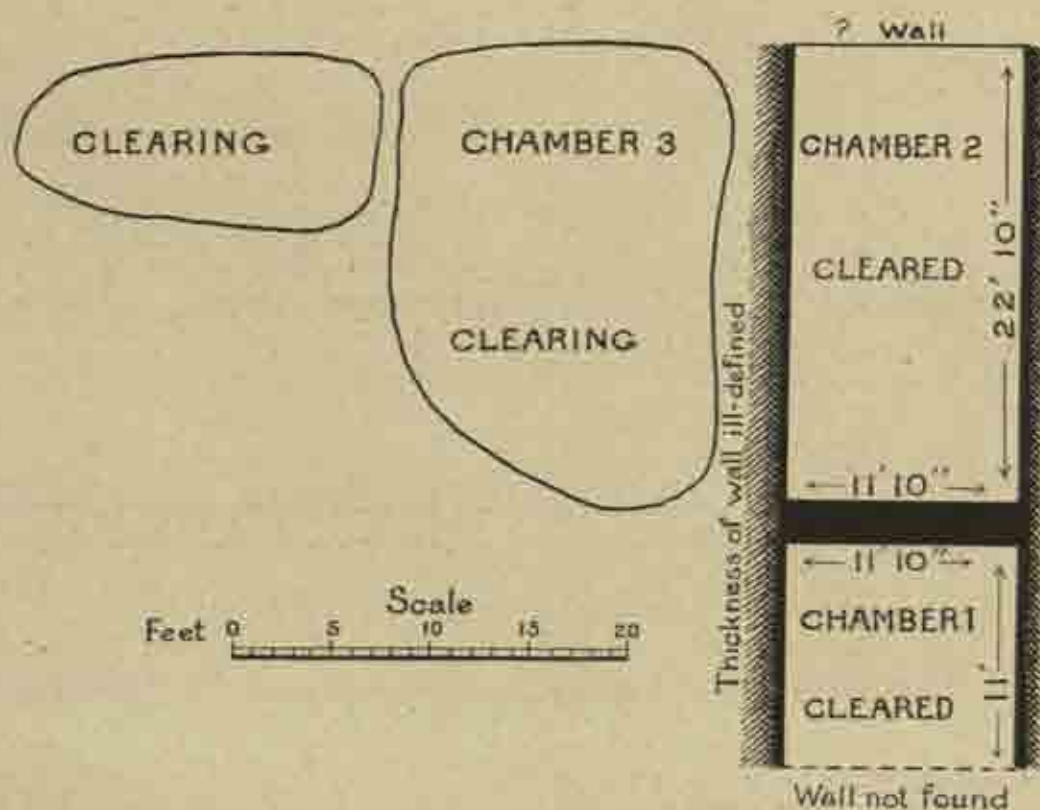 ? Wall
CLEARING
CHAMBER 3
CLEARING
CHAMBER 2
CLEARED
22' 10"
11' 10"
Thickness of wall ill-defined
11' 10"
CHAMBER 1
CLEARED
11'
Wall not found
Scale
Feet 0 5 10 15 20